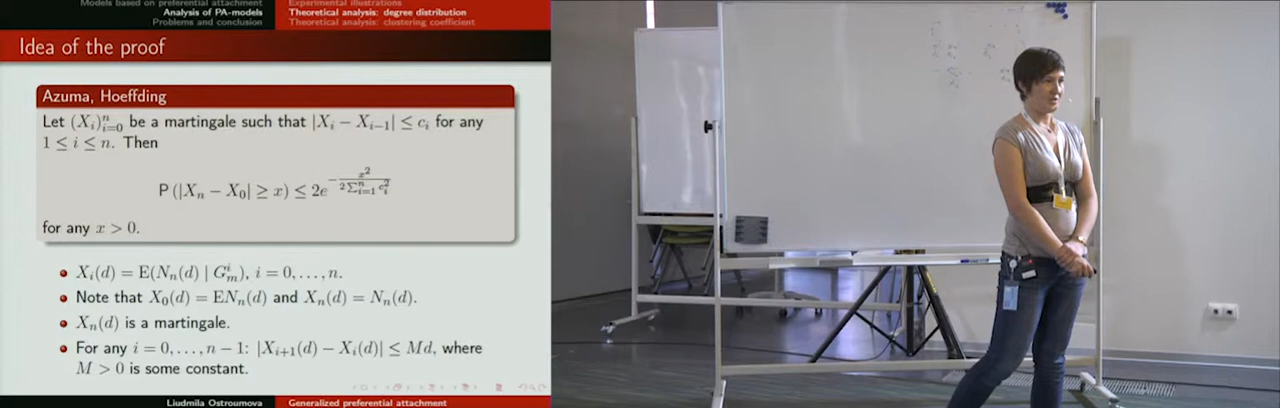 Models based on preferential attachment
Analysis of PA-models
Problems and conclusion
Experimental illustrations
Theoretical analysis: degree distribution
Theoretical analysis: clustering coefficient
Idea of the proof
Azuma, Hoeffding
Let $(X_i)_{i=0}^n$ be a martingale such that $|X_i - X_{i-1}| \leq c_i$ for any
$1 \leq i \leq n$. Then
$\mathsf{P}(|X_n - X_0| \geq x) \leq 2e^{-\frac{x^2}{2\sum_{i=1}^n c_i^2}}$
for any $x > 0$.
• $X_i(d) = \mathrm{E}(N_n(d) \mid G_m^i)$, $i = 0, \ldots, n$.
• Note that $X_0(d) = \mathrm{E}N_n(d)$ and $X_n(d) = N_n(d)$.
• $X_n(d)$ is a martingale.
• For any $i = 0, \ldots, n-1$: $|X_{i+1}(d) - X_i(d)| \leq Md$, where
$M > 0$ is some constant.
Liudmila Ostroumova
Generalized preferential attachment